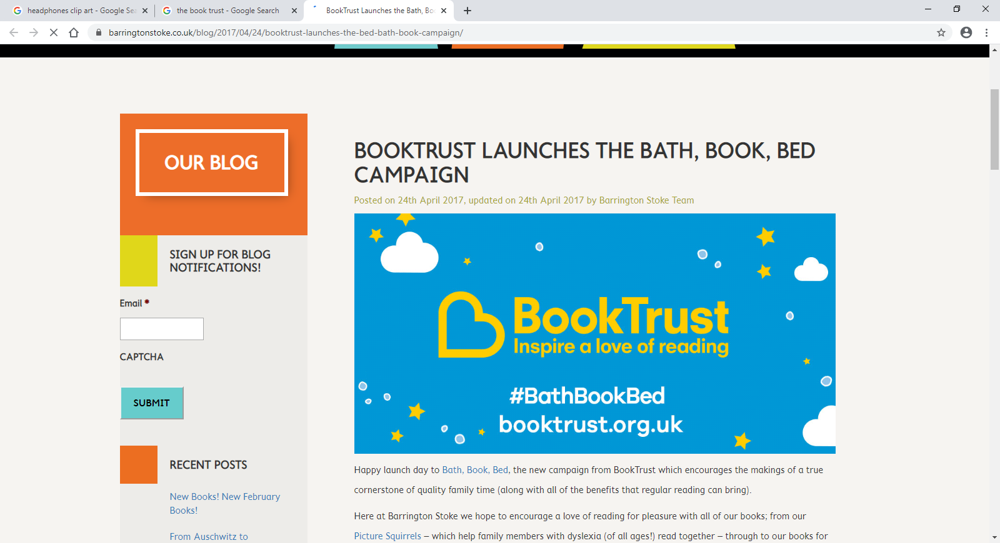 headphones clip art - Google Sea
the book trust - Google Search
BookTrust Launches the Bath, Bo
barringtonstoke.co.uk/blog/2017/04/24/booktrust-launches-the-bed-bath-book-campaign/
OUR BLOG
SIGN UP FOR BLOG
NOTIFICATIONS!
Email *
CAPTCHA
SUBMIT
RECENT POSTS
New Books! New February
Books!
From Auschwitz to
BOOKTRUST LAUNCHES THE BATH, BOOK, BED
CAMPAIGN
Posted on 24th April 2017, updated on 24th April 2017 by Barrington Stoke Team
BookTrust
Inspire a love of reading
#BathBookBed
booktrust.org.uk
Happy launch day to Bath, Book, Bed, the new campaign from BookTrust which encourages the makings of a true
cornerstone of quality family time (along with all of the benefits that regular reading can bring).
Here at Barrington Stoke we hope to encourage a love of reading for pleasure with all of our books; from our
Picture Squirrels – which help family members with dyslexia (of all ages!) read together – through to our books for